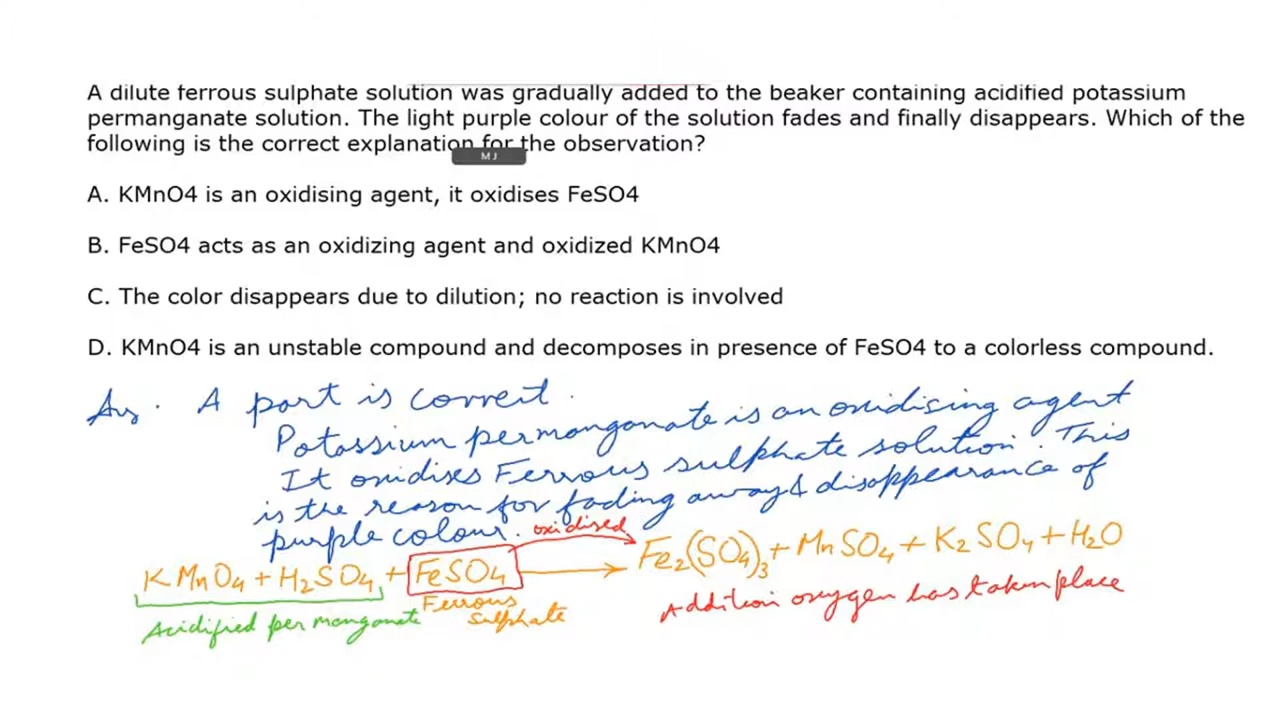 A dilute ferrous sulphate solution was gradually added to the beaker containing acidified potassium
permanganate solution. The light purple colour of the solution fades and finally disappears. Which of the
following is the correct explanation for the observation?
MJ
A. KMnO4 is an oxidising agent, it oxidises FeSO4
B. FeSO4 acts as an oxidizing agent and oxidized KMnO4
C. The color disappears due to dilution; no reaction is involved
D. KMnO4 is an unstable compound and decomposes in presence of FeSO4 to a colorless compound.
Ans. A part is correct.
Potassium permanganate is an oxidising agent
It oxidises Ferrous sulphate solution. This
is the reason for fading away & disappearance of
purple colour.
oxidised
KMnO4 + H2SO4 + FeSO4 → Fe2(SO4)3 + MnSO4 + K2SO4 + H2O
Acidified permanganate
Ferrous
sulphate
Addition oxygen has taken place